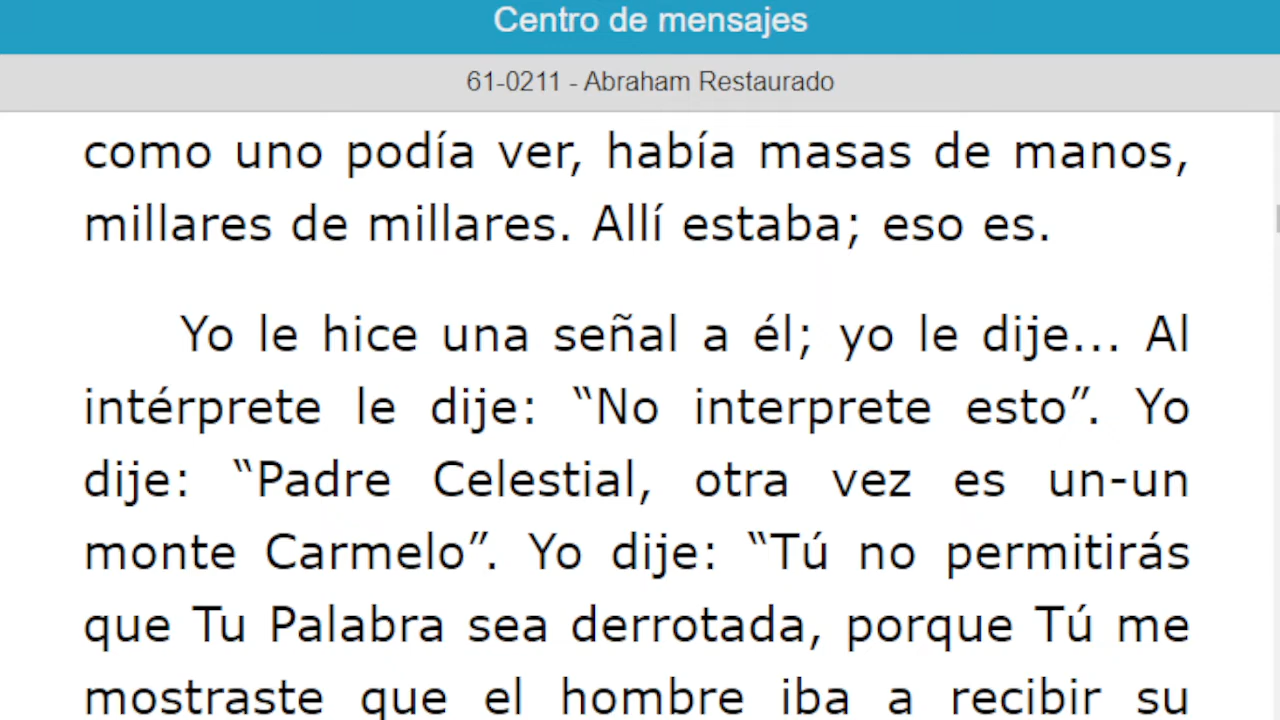 Centro de mensajes
61-0211 - Abraham Restaurado
como uno podía ver, había masas de manos,
millares de millares. Allí estaba; eso es.
Yo le hice una señal a él; yo le dije... Al
intérprete le dije: “No interprete esto”. Yo
dije: “Padre Celestial, otra vez es un-un
monte Carmelo”. Yo dije: “Tú no permitirás
que Tu Palabra sea derrotada, porque Tú me
mostraste que el hombre iba a recibir su